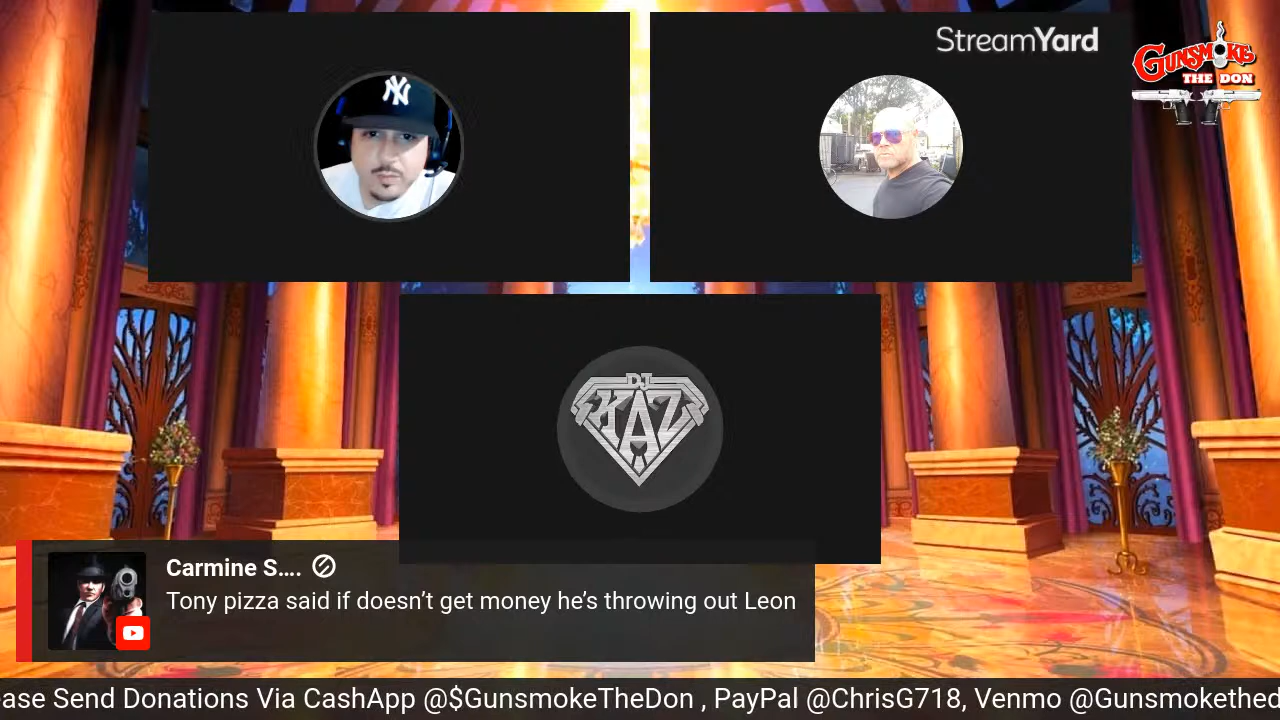 StreamYard
GUNSMOKE
THE DON
NY
DJ
KAZ
Carmine S....
Tony pizza said if doesn’t get money he’s throwing out Leon
ase Send Donations Via CashApp @$GunsmokeTheDon , PayPal @ChrisG718, Venmo @Gunsmokethed